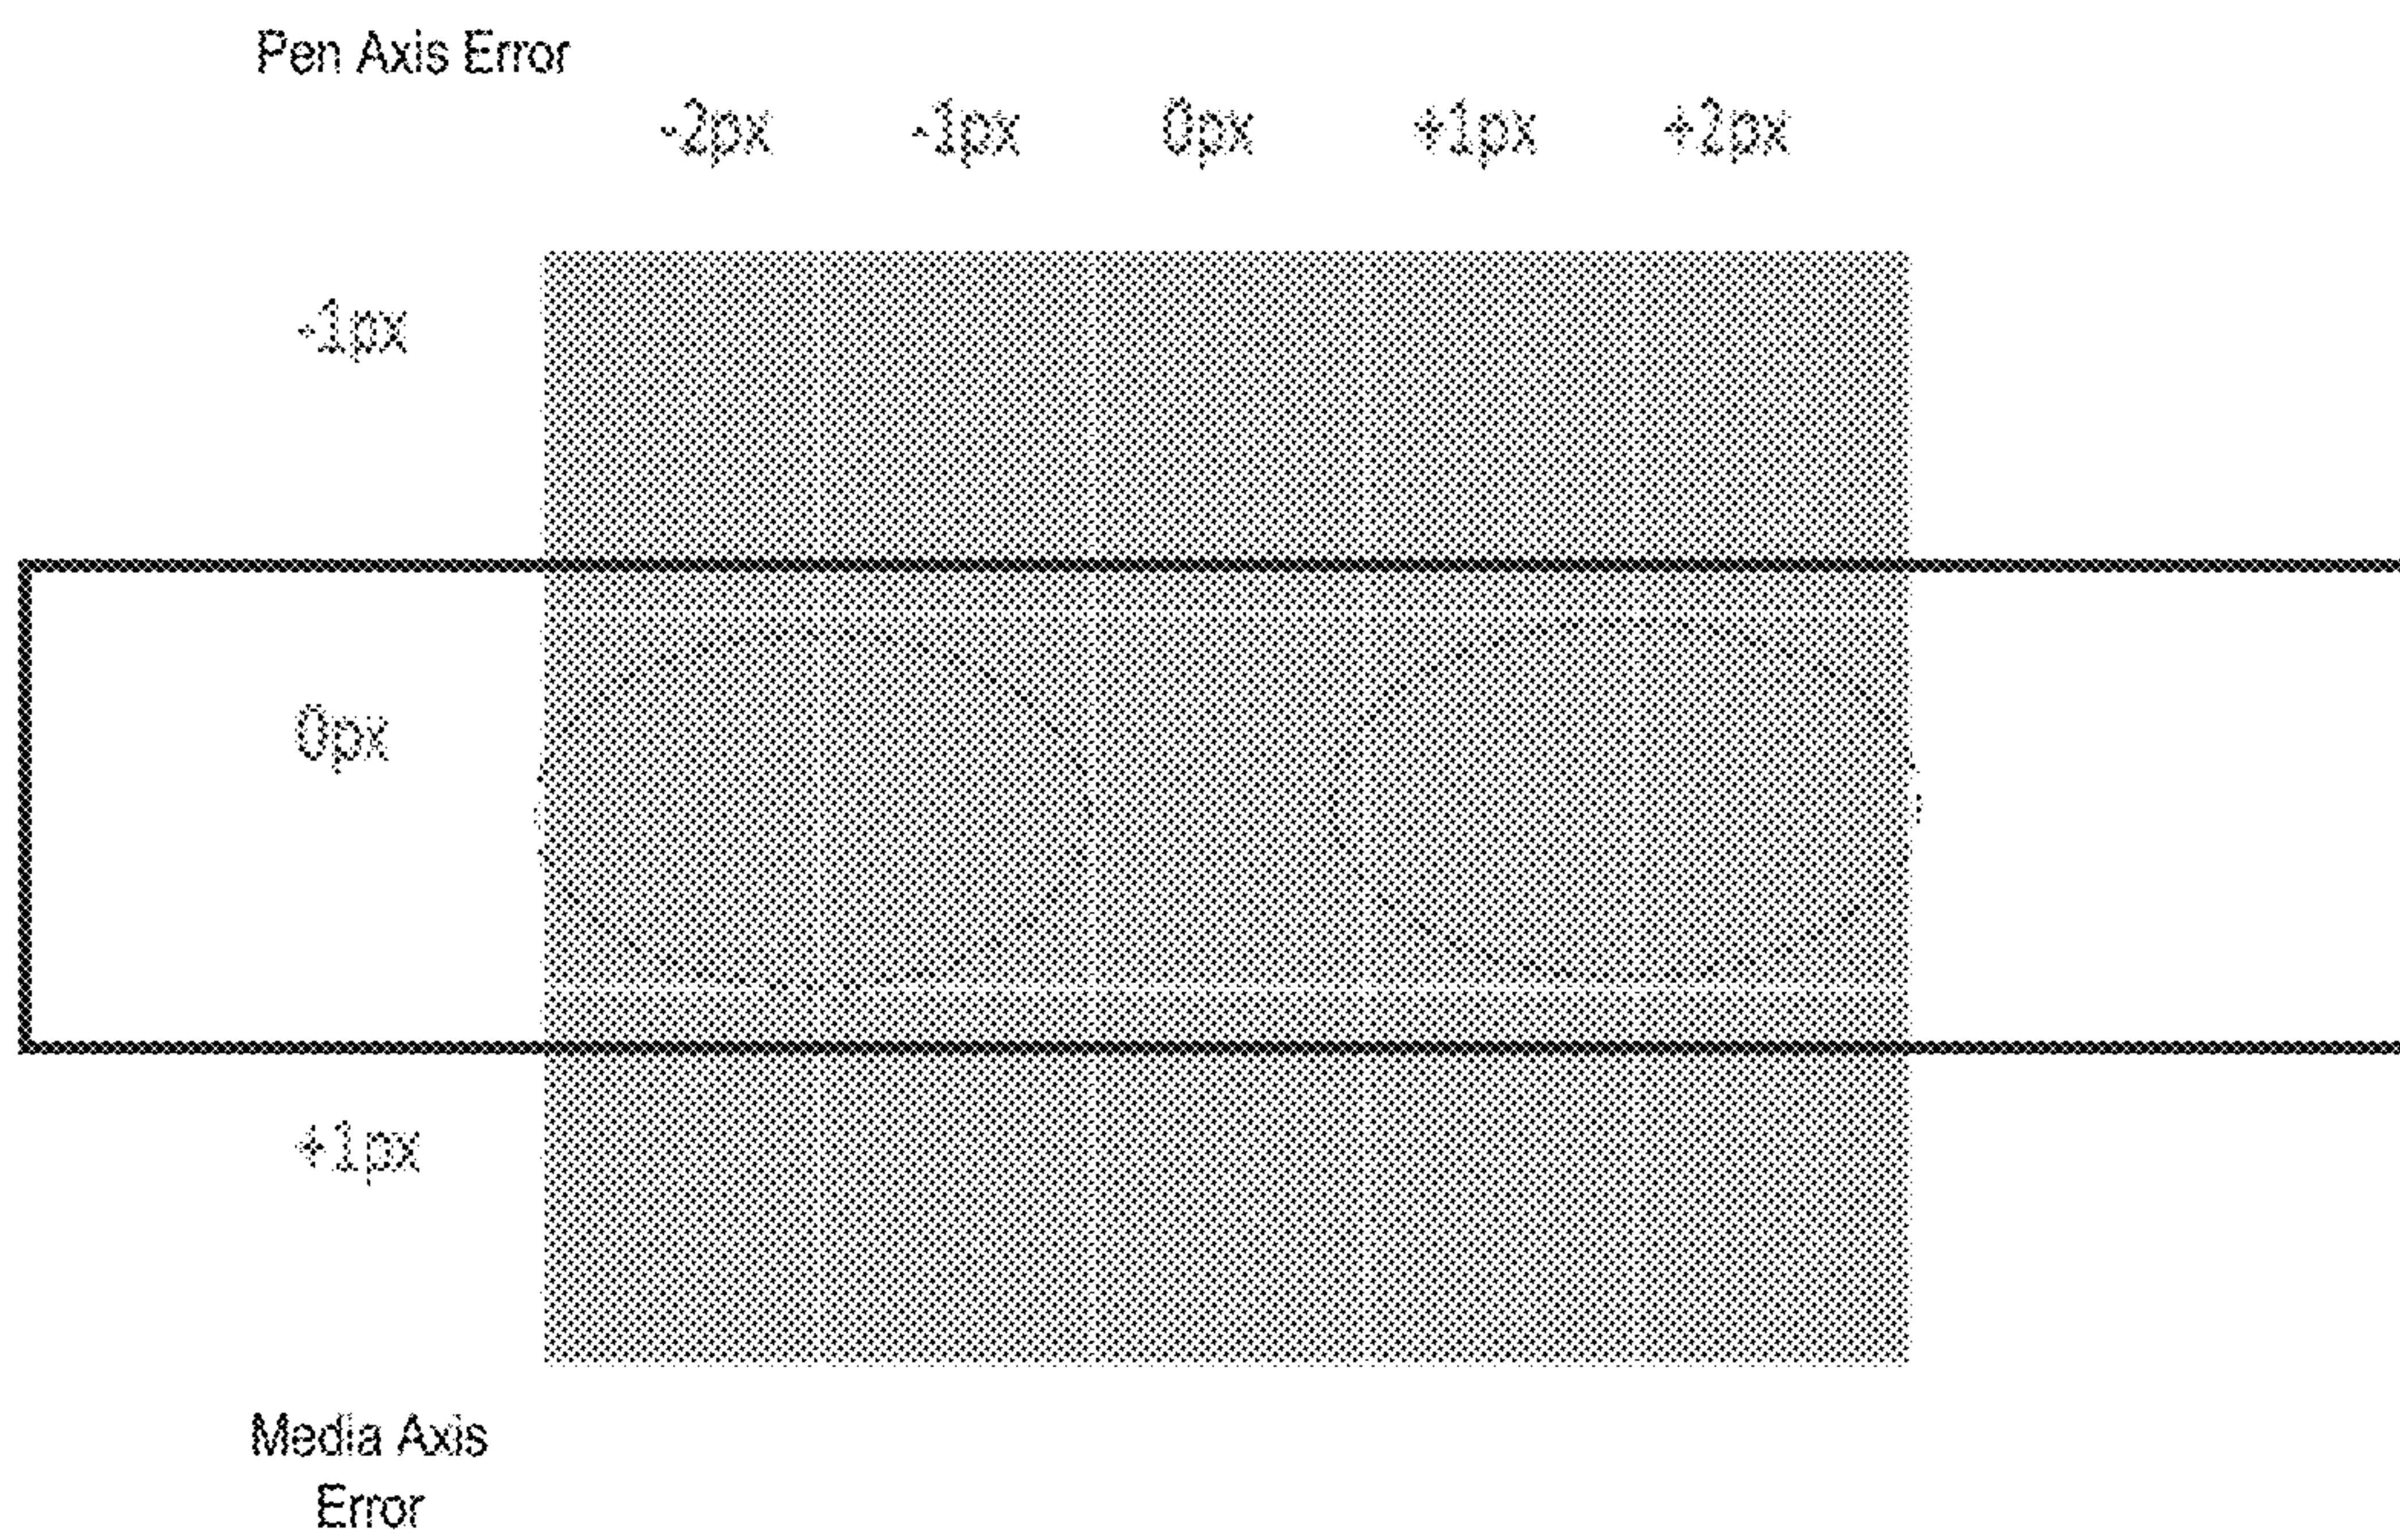 Pen Axis Error
-2px -1px 0px +1px +2px
-1px
0px
+1px
Media Axis
Error